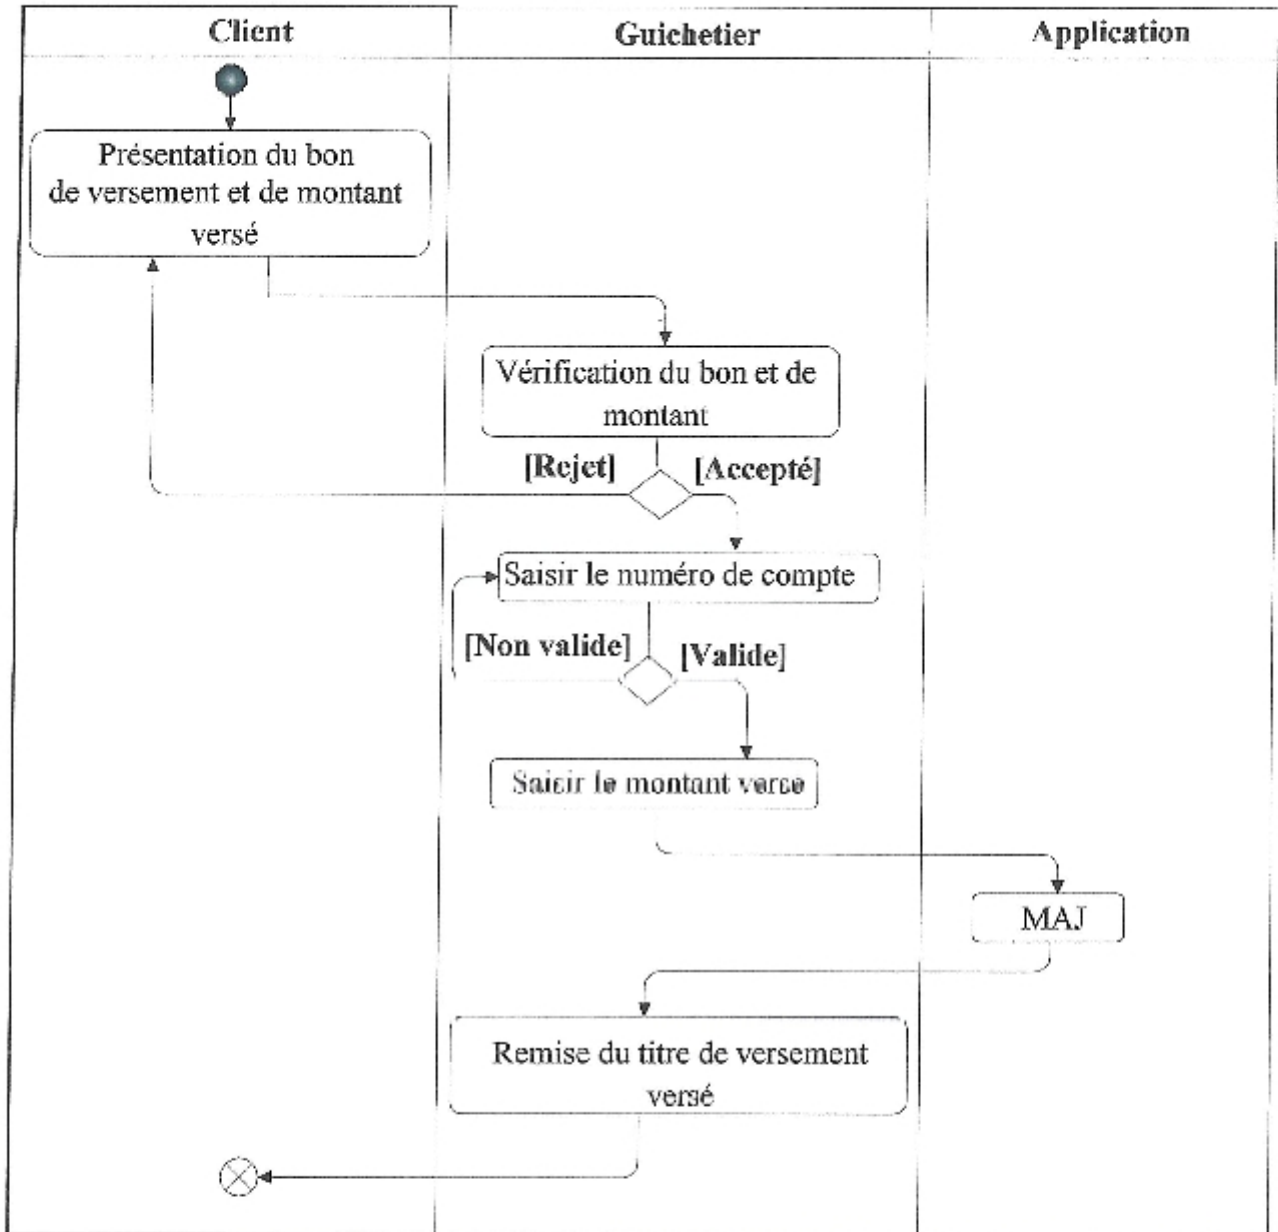 Client
Guichetier
Application
Présentation du bon
de versement et de montant
versé
Vérification du bon et de
montant
[Rejet]
[Accepté]
Saisir le numéro de compte
[Non valide]
[Valide]
Saisir le montant verse
MAJ
Remise du titre de versement
versé